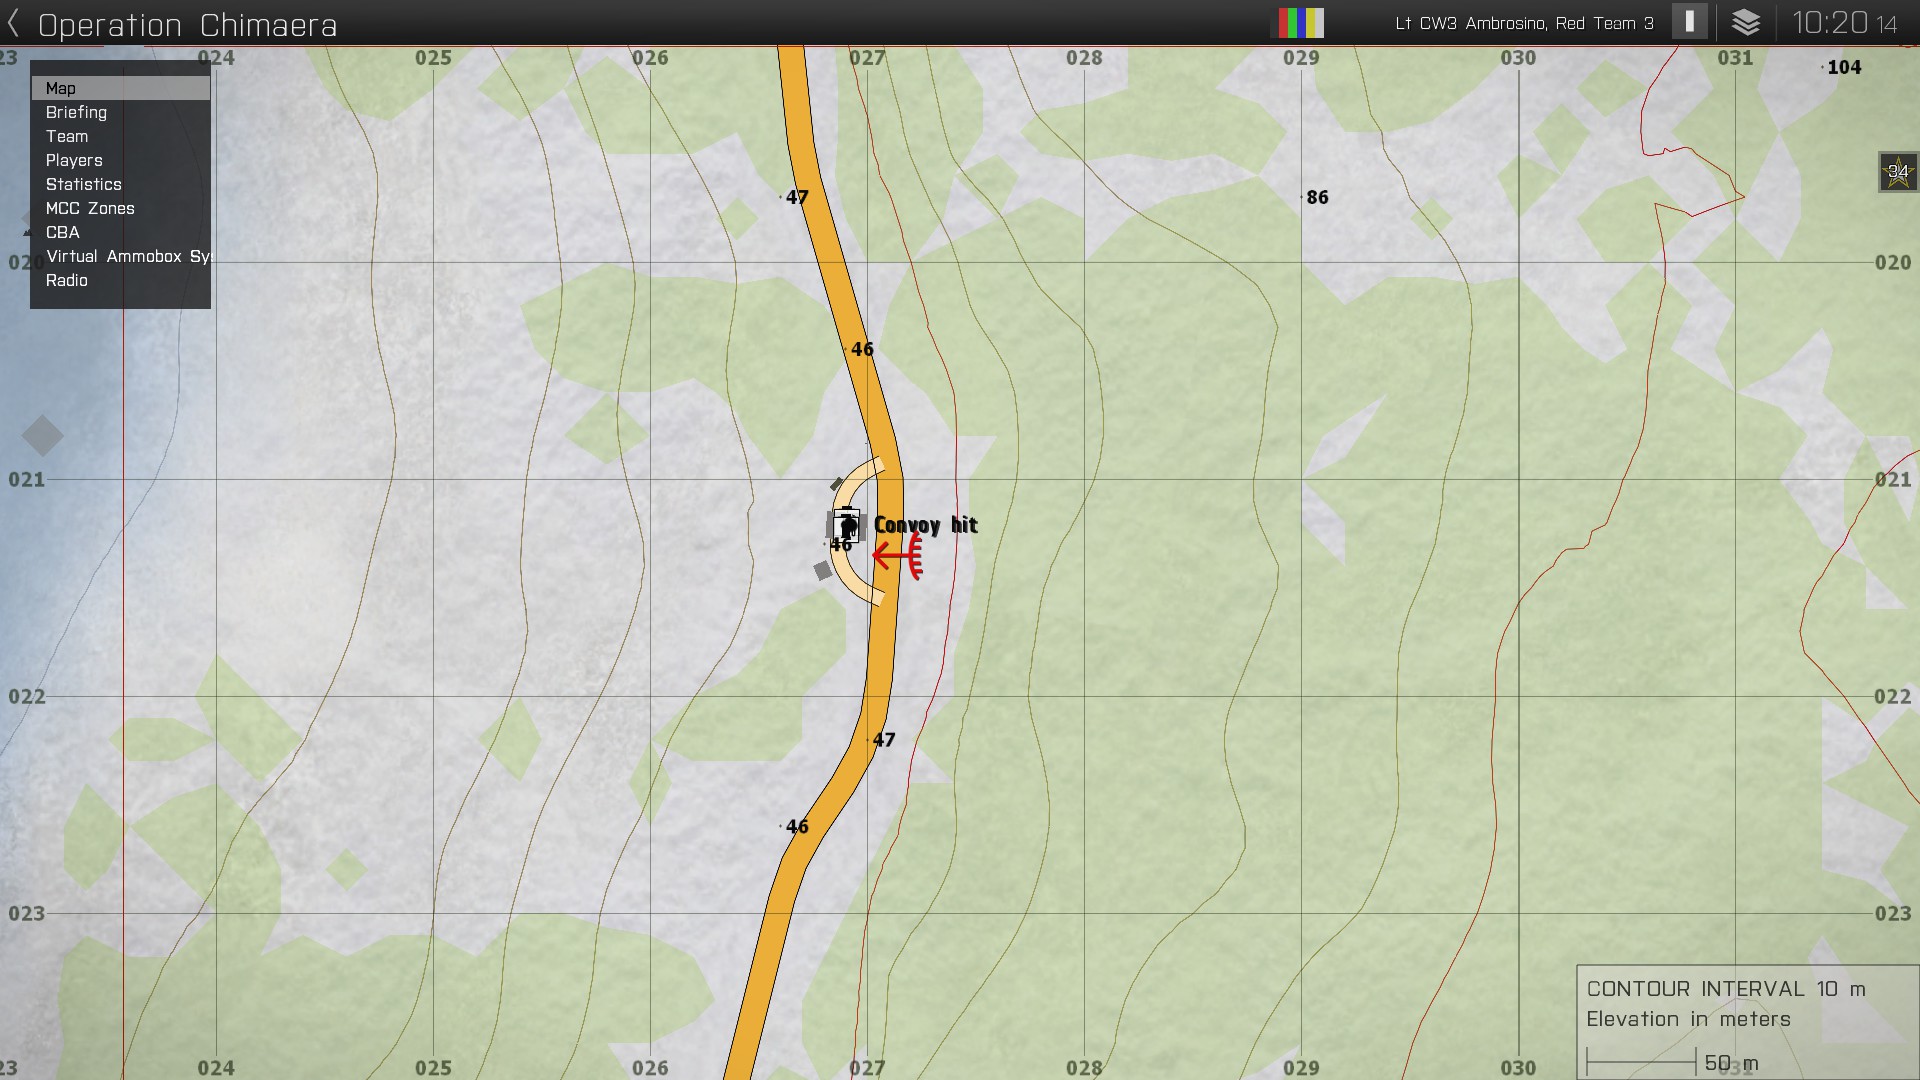 Operation Chimaera
Lt CW3 Ambrosino, Red Team 3
10:20 14
23 024 025 026 027 028 029 030 031
104
Map
Briefing
Team
Players
Statistics
MCC Zones
CBA
Virtual Ammobox Sy
Radio
34
47
86
020 020
46
021 021
Convoy hit
46
022 022
47
46
023 023
CONTOUR INTERVAL 10 m
Elevation in meters
50 m
23 024 025 026 027 028 029 030 031